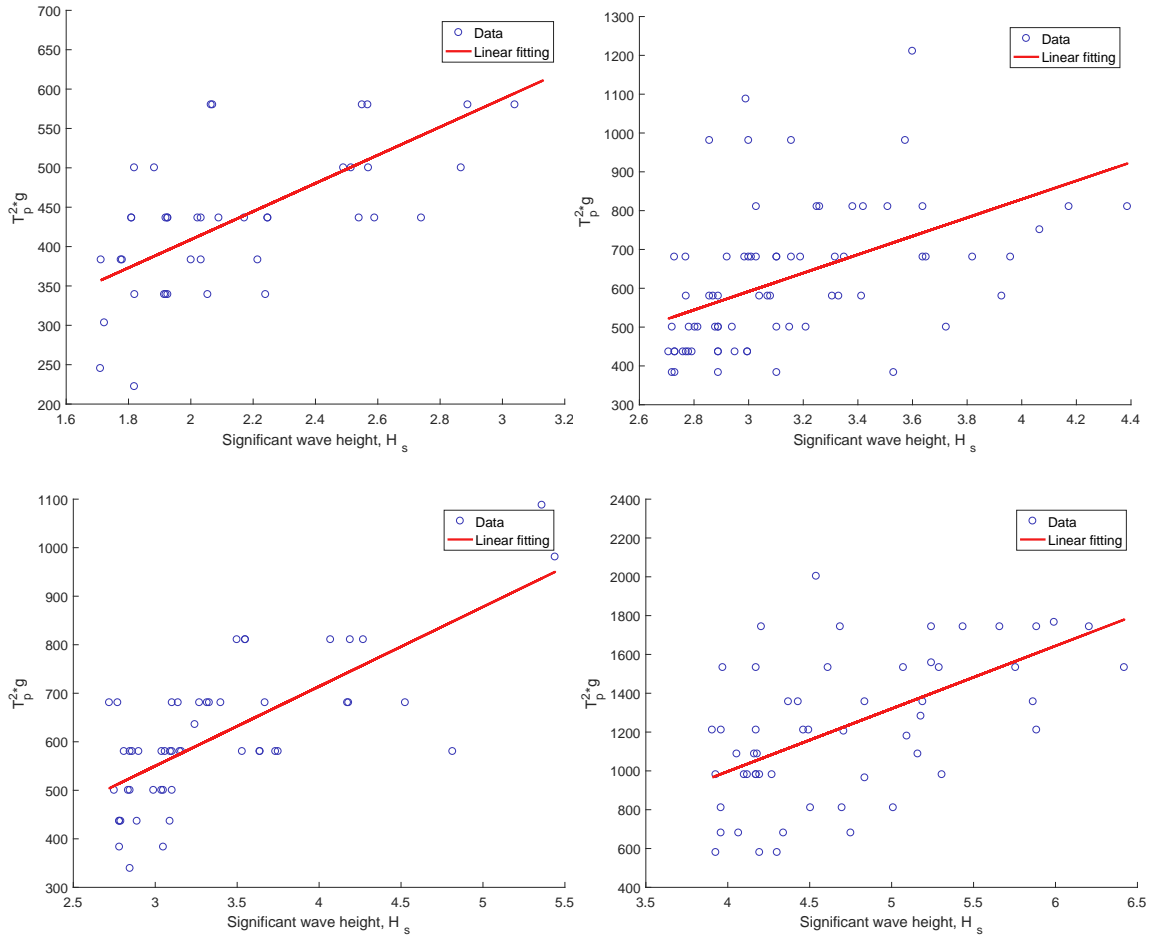 700
650
600
550
500
450
400
350
300
250
200
T_p^2*g
Data
Linear fitting
1.6 1.8 2 2.2 2.4 2.6 2.8 3 3.2
Significant wave height, H_s
1300
1200
1100
1000
900
800
700
600
500
400
300
T_p^2*g
Data
Linear fitting
2.6 2.8 3 3.2 3.4 3.6 3.8 4 4.2 4.4
Significant wave height, H_s
1100
1000
900
800
700
600
500
400
300
T_p^2*g
Data
Linear fitting
2.5 3 3.5 4 4.5 5 5.5
Significant wave height, H_s
2400
2200
2000
1800
1600
1400
1200
1000
800
600
400
T_p^2*g
Data
Linear fitting
3.5 4 4.5 5 5.5 6 6.5
Significant wave height, H_s